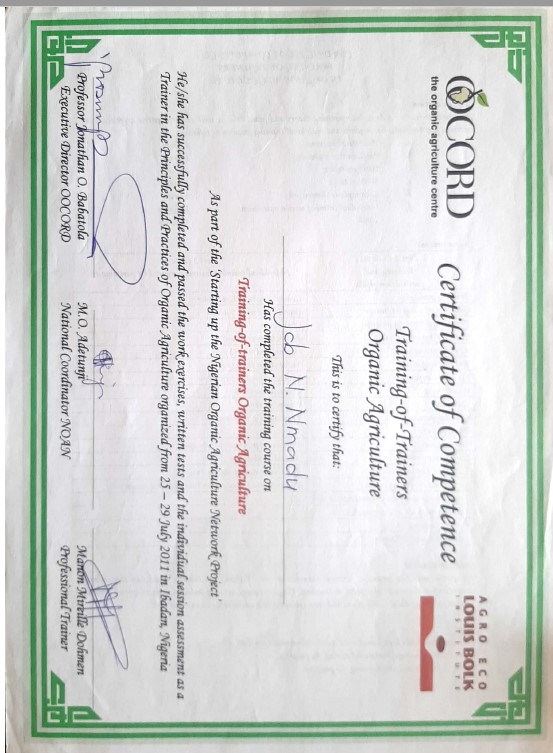 OOCORD
the organic agriculture centre
AGRO ECO
LOUIS BOLK
INSTITUTE
Certificate of Competence
Training-of-Trainers
Organic Agriculture
This is to certify that:
Job N. Nmadu
Has completed the training course on
Training-of-trainers Organic Agriculture
As part of the 'Starting up the Nigerian Organic Agriculture Network Project'
He/she has successfully completed and passed the work exercises, written tests and the individual session assessment as a
Trainer in the Principles and Practices of Organic Agriculture organized from 25 – 29 July 2011 in Ibadan, Nigeria
Professor Jonathan O. Babatola
Executive Director OOCORD
M.O. Adetunji
National Coordinator NOAN
Manon Mireille Dohmen
Professional Trainer